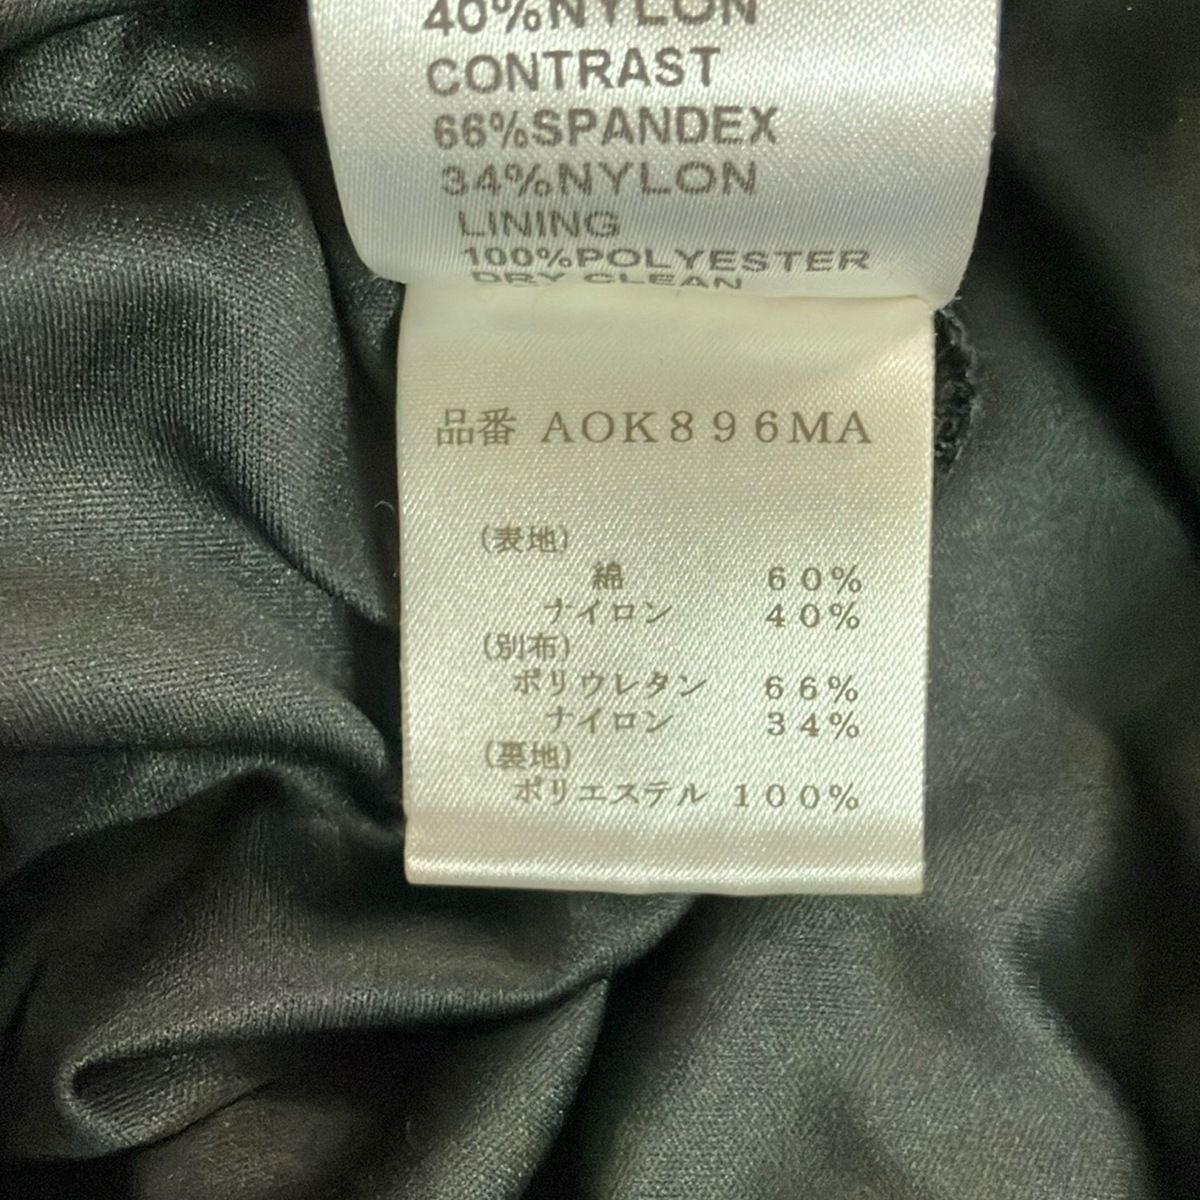 40%NYLON
CONTRAST
66%SPANDEX
34%NYLON
LINING
100%POLYESTER
DRY CLEAN
品番 AOK896MA
(表地)
綿 60%
ナイロン 40%
(別布)
ポリウレタン 66%
ナイロン 34%
(裏地)
ポリエステル 100%